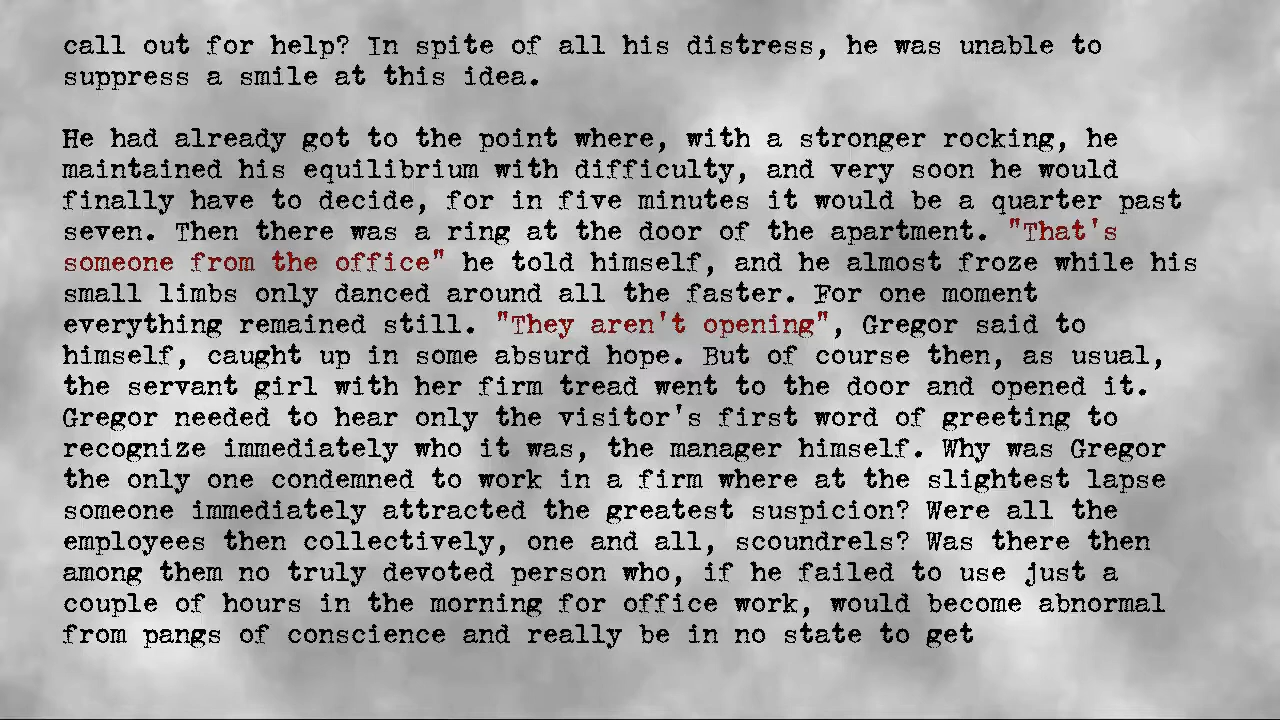 call out for help? In spite of all his distress, he was unable to
suppress a smile at this idea.
He had already got to the point where, with a stronger rocking, he
maintained his equilibrium with difficulty, and very soon he would
finally have to decide, for in five minutes it would be a quarter past
seven. Then there was a ring at the door of the apartment. "That's
someone from the office" he told himself, and he almost froze while his
small limbs only danced around all the faster. For one moment
everything remained still. "They aren't opening", Gregor said to
himself, caught up in some absurd hope. But of course then, as usual,
the servant girl with her firm tread went to the door and opened it.
Gregor needed to hear only the visitor's first word of greeting to
recognize immediately who it was, the manager himself. Why was Gregor
the only one condemned to work in a firm where at the slightest lapse
someone immediately attracted the greatest suspicion? Were all the
employees then collectively, one and all, scoundrels? Was there then
among them no truly devoted person who, if he failed to use just a
couple of hours in the morning for office work, would become abnormal
from pangs of conscience and really be in no state to get